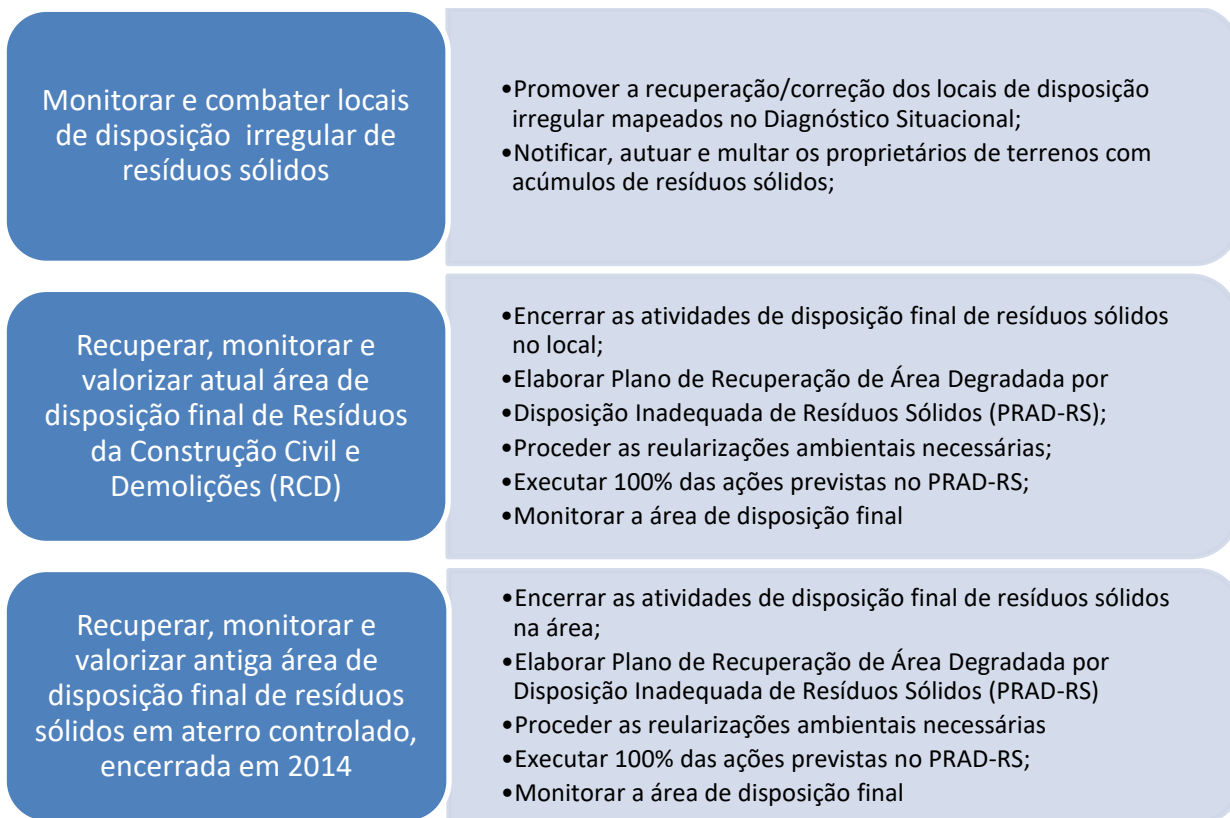 Monitorar e combater locais
de disposição irregular de
resíduos sólidos
•Promover a recuperação/correção dos locais de disposição
irregular mapeados no Diagnóstico Situacional;
•Notificar, autuar e multar os proprietários de terrenos com
acúmulos de resíduos sólidos;
Recuperar, monitorar e
valorizar atual área de
disposição final de Resíduos
da Construção Civil e
Demolições (RCD)
•Encerrar as atividades de disposição final de resíduos sólidos
no local;
•Elaborar Plano de Recuperação de Área Degradada por
•Disposição Inadequada de Resíduos Sólidos (PRAD-RS);
•Proceder as reularizações ambientais necessárias;
•Executar 100% das ações previstas no PRAD-RS;
•Monitorar a área de disposição final
Recuperar, monitorar e
valorizar antiga área de
disposição final de resíduos
sólidos em aterro controlado,
encerrada em 2014
•Encerrar as atividades de disposição final de resíduos sólidos
na área;
•Elaborar Plano de Recuperação de Área Degradada por
Disposição Inadequada de Resíduos Sólidos (PRAD-RS)
•Proceder as reularizações ambientais necessárias
•Executar 100% das ações previstas no PRAD-RS;
•Monitorar a área de disposição final